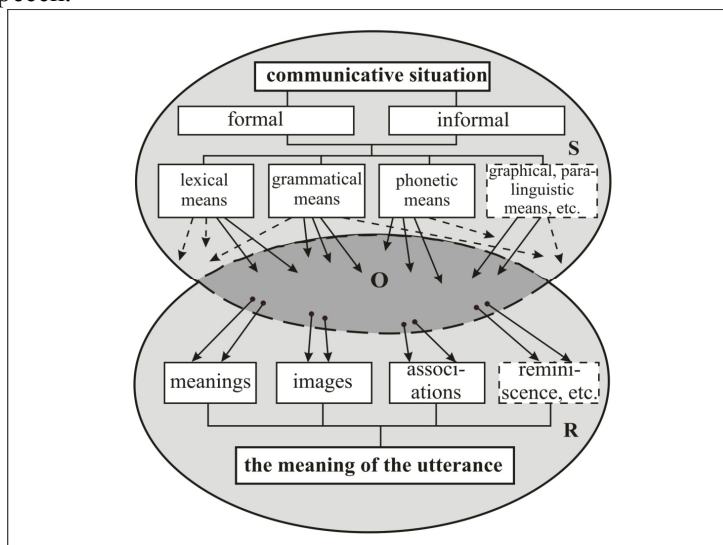 communicative situation
formal
informal
S
lexical
means
grammatical
means
phonetic
means
graphical, para-
linguistic
means, etc.
O
meanings
images
associ-
ations
remini-
scence, etc.
R
the meaning of the utterance